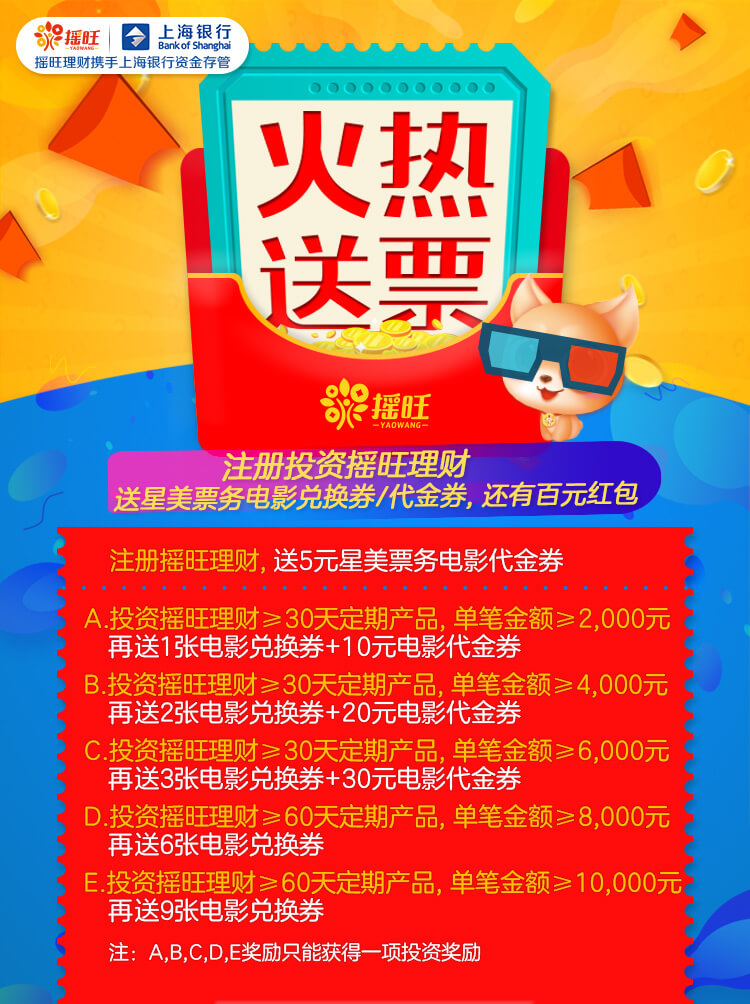 摇旺
YAOWANG
上海银行
Bank of Shanghai
摇旺理财携手上海银行资金存管
火热
送票
摇旺
YAOWANG
注册投资摇旺理财
送星美票务电影兑换券/代金券, 还有百元红包
注册摇旺理财, 送5元星美票务电影代金券
A.投资摇旺理财≥30天定期产品, 单笔金额≥2,000元
再送1张电影兑换券+10元电影代金券
B.投资摇旺理财≥30天定期产品, 单笔金额≥4,000元
再送2张电影兑换券+20元电影代金券
C.投资摇旺理财≥30天定期产品, 单笔金额≥6,000元
再送3张电影兑换券+30元电影代金券
D.投资摇旺理财≥60天定期产品, 单笔金额≥8,000元
再送6张电影兑换券
E.投资摇旺理财≥60天定期产品, 单笔金额≥10,000元
再送9张电影兑换券
注：A,B,C,D,E奖励只能获得一项投资奖励